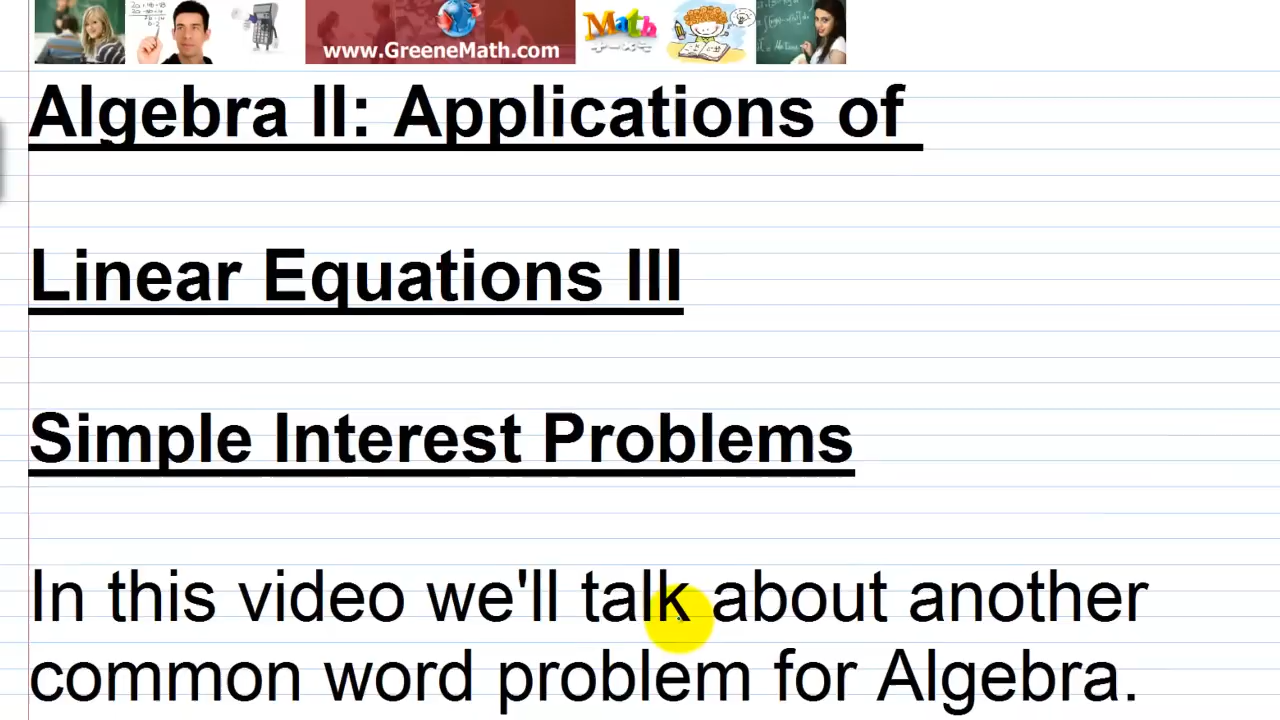 www.GreeneMath.com
Math
Algebra II: Applications of
Linear Equations III
Simple Interest Problems
In this video we'll talk about another
common word problem for Algebra.